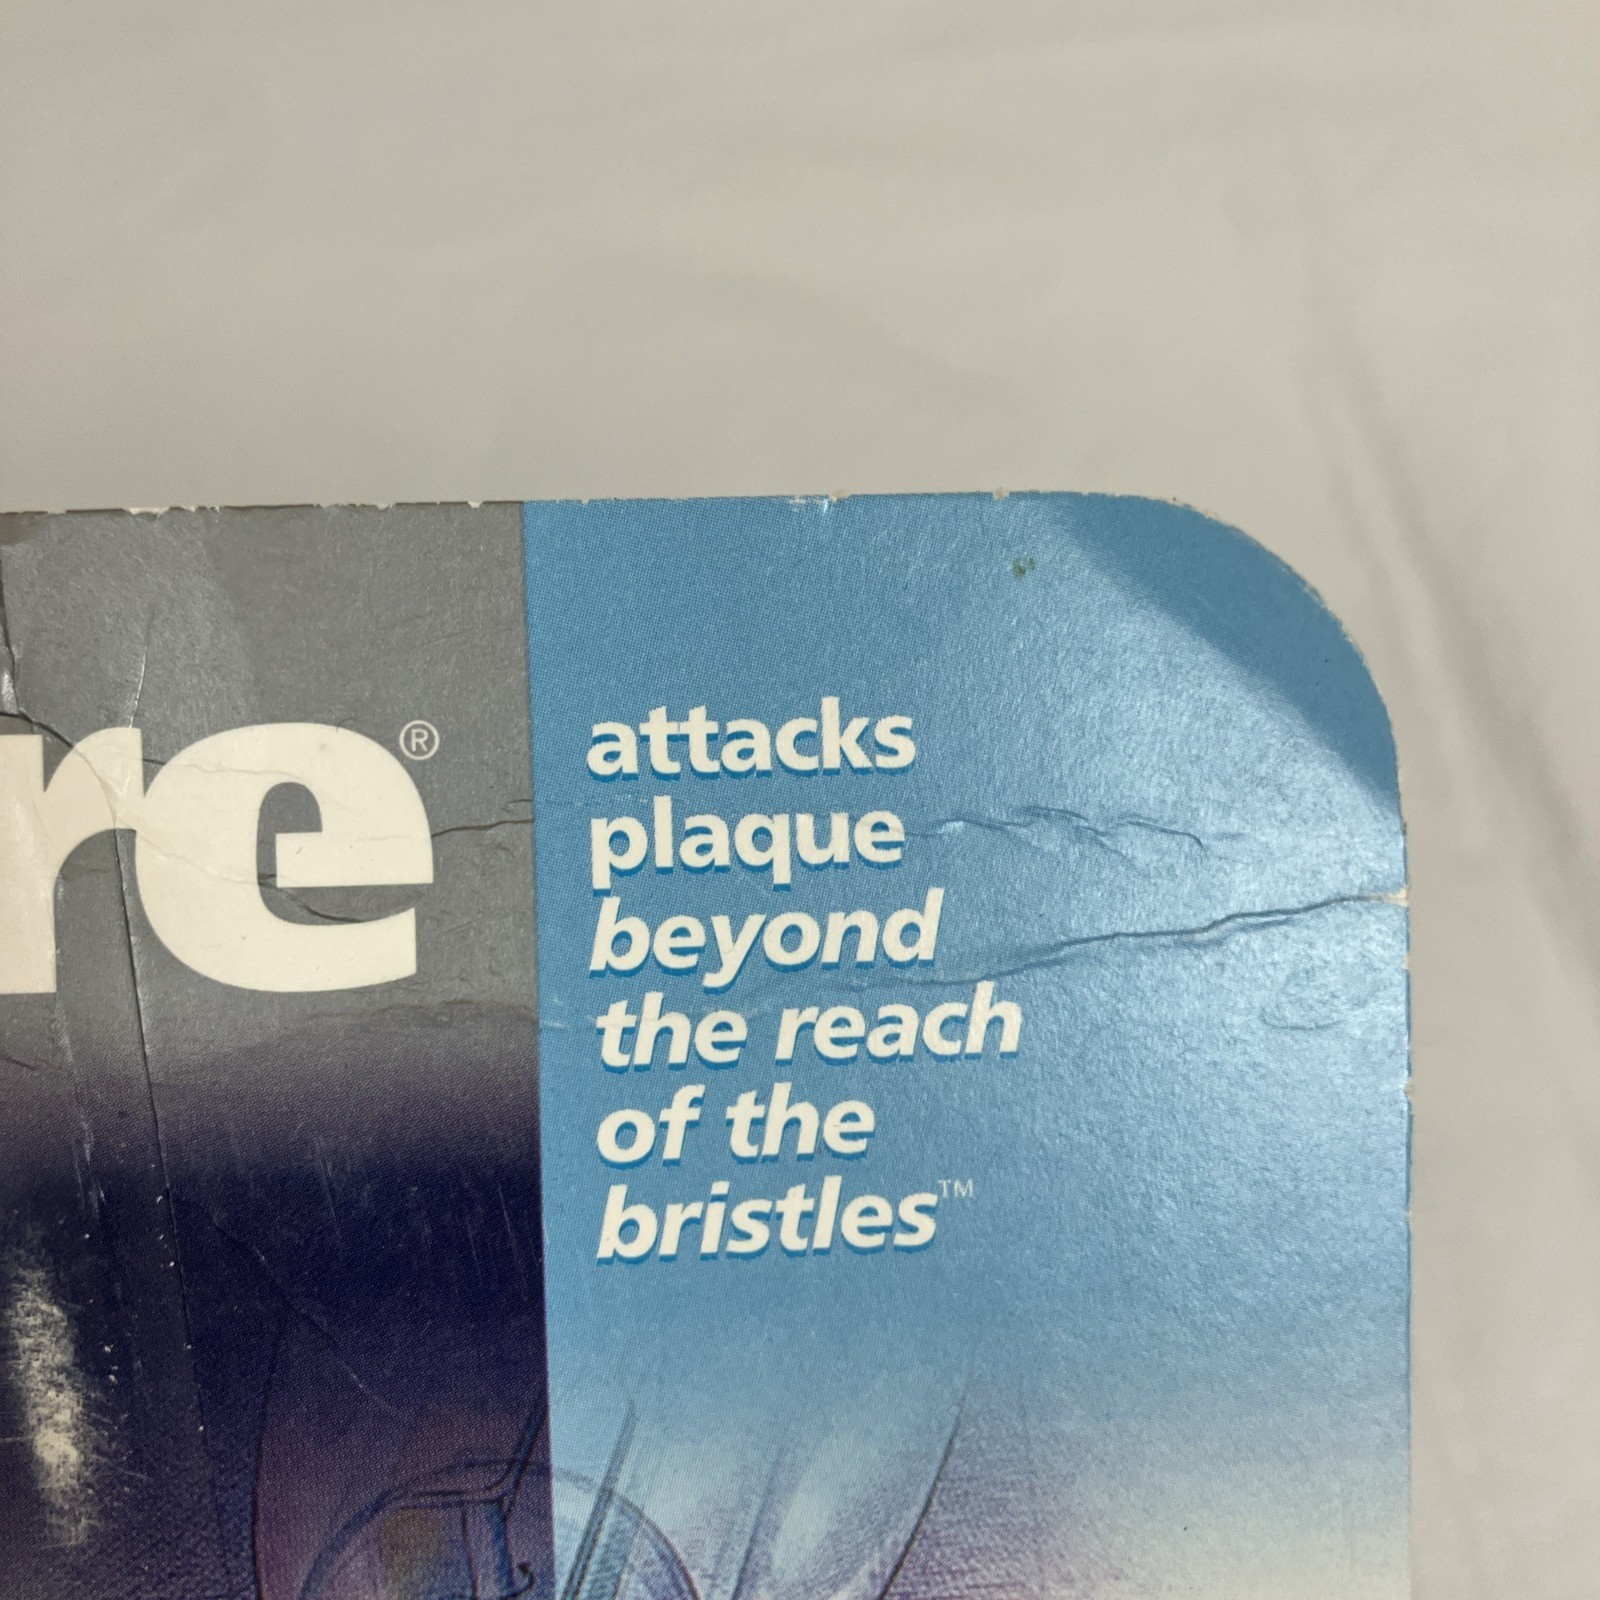 re®
attacks
plaque
beyond
the reach
of the
bristles™